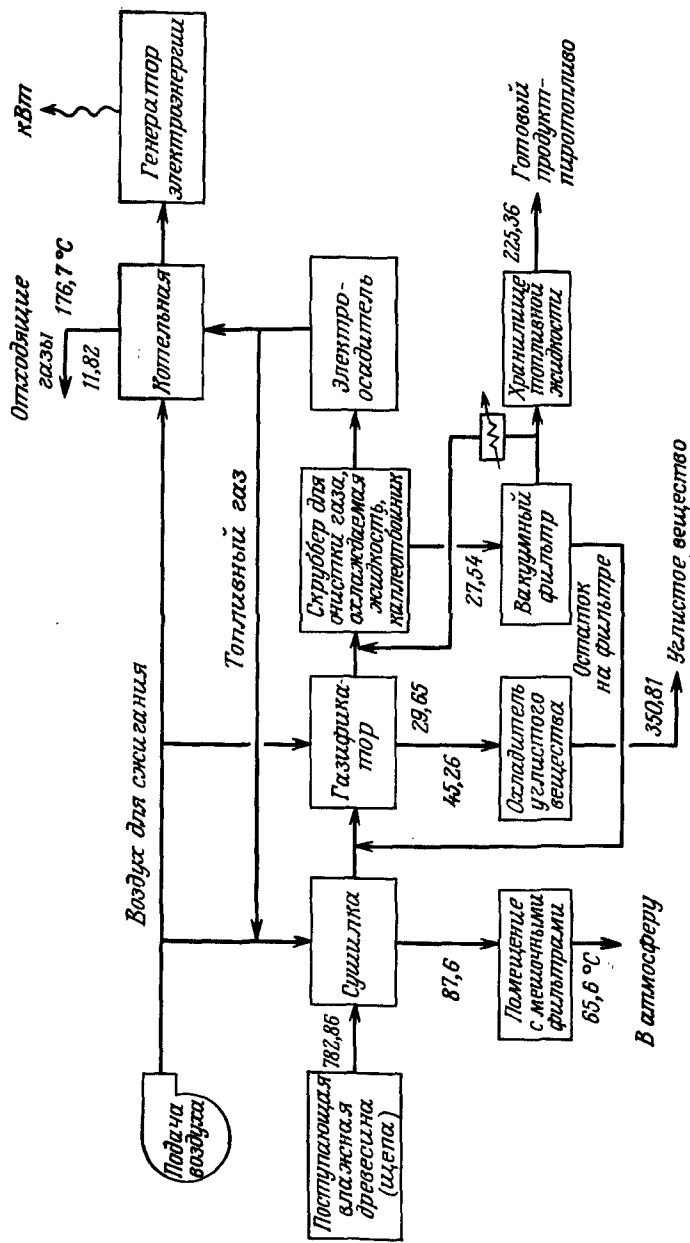 Подача
воздуха
Воздух для сжигания
Отходящие
газы
176,7 °С
11,82
Котельная
Генератор
электроэнергии
кВт
Топливный газ
Поступающая
влажная
древесина
(щепа)
782,86
Сушилка
Газифика-
тор
Скруббер для
очистки газа,
охлаждаемая
жидкость,
каплеотбойник
Электро-
осадитель
87,6
45,26
29,65
27,54
Помещение
с мешочными
фильтрами
65,6 °С
В атмосферу
Охладитель
углистого
вещества
350,81
Углистое вещество
Вакуумный
фильтр
Остаток
на фильтре
Хранилище
топливной
жидкости
225,36
Готовый
продукт-
пиротопливо